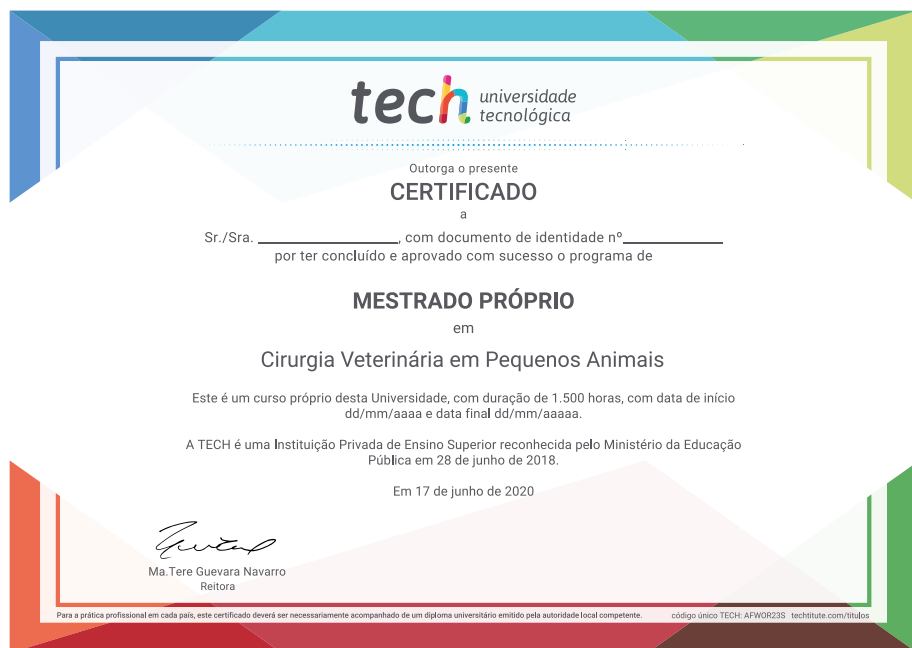 tech universidade
tecnológica
Outorga o presente
CERTIFICADO
a
Sr./Sra. ____________, com documento de identidade nº____________
por ter concluído e aprovado com sucesso o programa de
MESTRADO PRÓPRIO
em
Cirurgia Veterinária em Pequenos Animais
Este é um curso próprio desta Universidade, com duração de 1.500 horas, com data de início
dd/mm/aaaa e data final dd/mm/aaaaa.
A TECH é uma Instituição Privada de Ensino Superior reconhecida pelo Ministério da Educação
Pública em 28 de junho de 2018.
Em 17 de junho de 2020
Ma.Tere Guevara Navarro
Reitora
Para a prática profissional em cada país, este certificado deverá ser necessariamente acompanhado de um diploma universitário emitido pela autoridade local competente. código único TECH: AFWOR23S techtitute.com/titulos